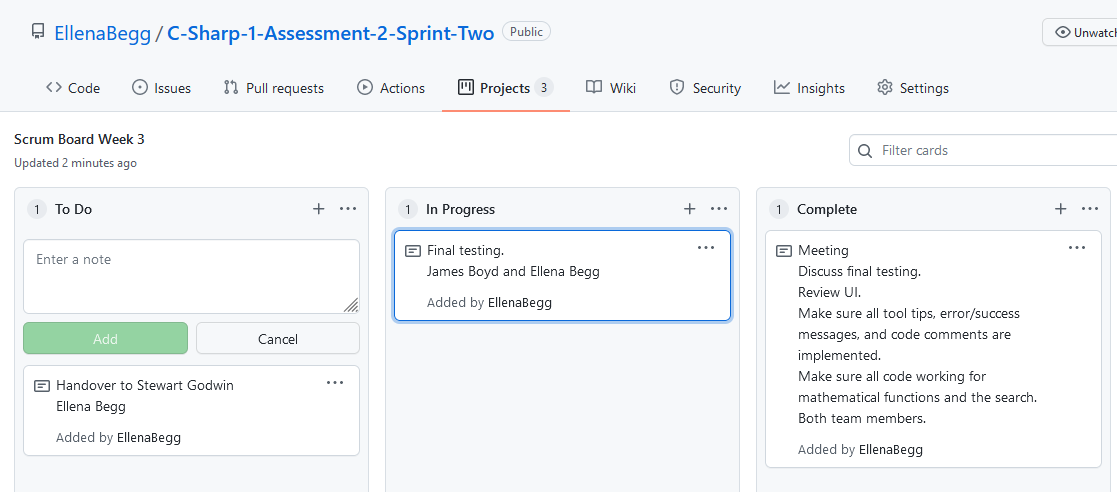 EllenaBegg / C-Sharp-1-Assessment-2-Sprint-Two Public
Unwatch
Code Issues Pull requests Actions Projects 3 Wiki Security Insights Settings
Scrum Board Week 3
Updated 2 minutes ago
Filter cards
1 To Do
Enter a note
Add Cancel
Handover to Stewart Godwin
Ellena Begg
Added by EllenaBegg
1 In Progress
Final testing.
James Boyd and Ellena Begg
Added by EllenaBegg
1 Complete
Meeting
Discuss final testing.
Review UI.
Make sure all tool tips, error/success
messages, and code comments are
implemented.
Make sure all code working for
mathematical functions and the search.
Both team members.
Added by EllenaBegg